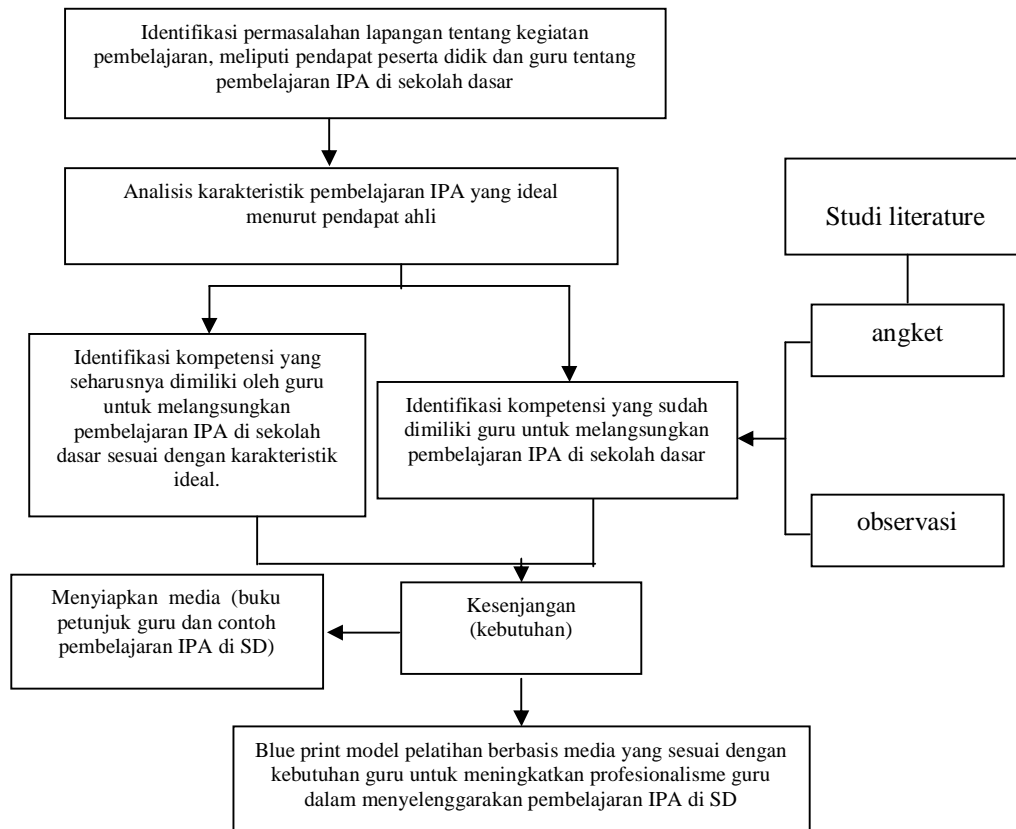 Identifikasi permasalahan lapangan tentang kegiatan
pembelajaran, meliputi pendapat peserta didik dan guru tentang
pembelajaran IPA di sekolah dasar
Analisis karakteristik pembelajaran IPA yang ideal
menurut pendapat ahli
Studi literature
angket
Identifikasi kompetensi yang
seharusnya dimiliki oleh guru
untuk melangsungkan
pembelajaran IPA di sekolah
dasar sesuai dengan karakteristik
ideal.
Identifikasi kompetensi yang sudah
dimiliki guru untuk melangsungkan
pembelajaran IPA di sekolah dasar
observasi
Menyiapkan media (buku
petunjuk guru dan contoh
pembelajaran IPA di SD)
Kesenjangan
(kebutuhan)
Blue print model pelatihan berbasis media yang sesuai dengan
kebutuhan guru untuk meningkatkan profesionalisme guru
dalam menyelenggarakan pembelajaran IPA di SD